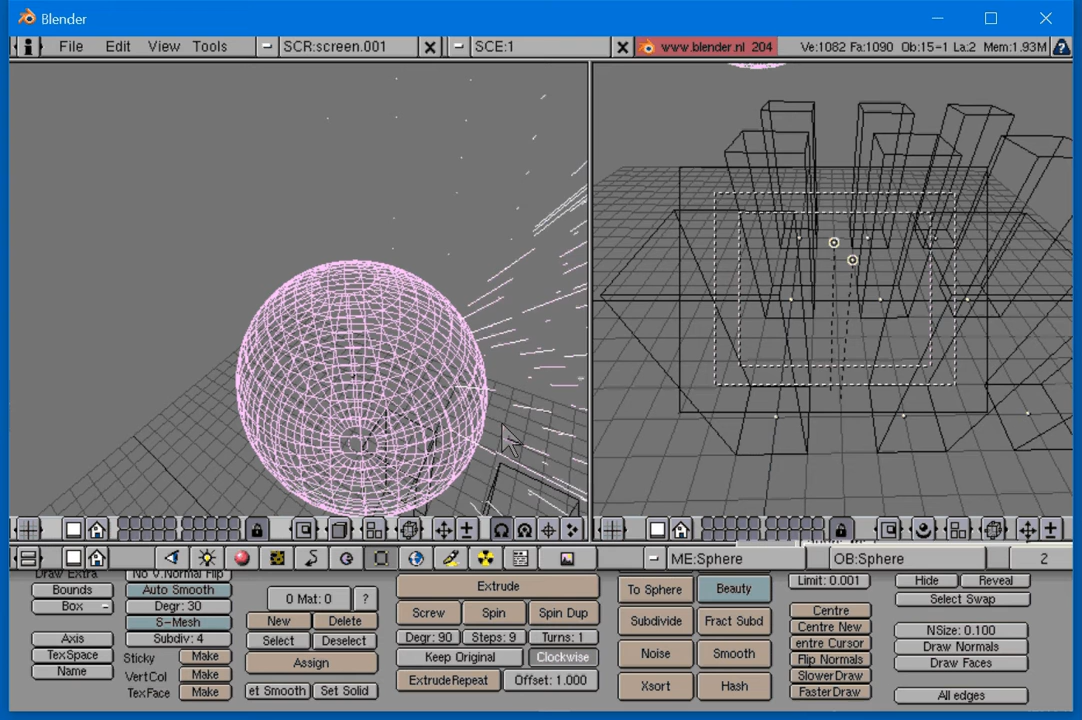 Blender
File Edit View Tools - SCR:screen.001 X - SCE:1 X www.blender.nl 204 Ve:1082 Fa:1090 Ob:15-1 La:2 Mem:1.93M ?
- ME:Sphere OB:Sphere 2
Draw Extra
Bounds
Box -
Axis
TexSpace
Name
No V.Normal Flip
Auto Smooth
Degr: 30
S-Mesh
Subdiv: 4
Sticky Make
VertCol Make
TexFace Make
0 Mat: 0 ?
New Delete
Select Deselect
Assign
et Smooth Set Solid
Extrude
Screw Spin Spin Dup
Degr: 90 Steps: 9 Turns: 1
Keep Original Clockwise
ExtrudeRepeat Offset: 1.000
To Sphere Beauty
Subdivide Fract Subd
Noise Smooth
Xsort Hash
Limit: 0.001
Centre
Centre New
entre Cursor
Flip Normals
SlowerDraw
FasterDraw
Hide Reveal
Select Swap
NSize: 0.100
Draw Normals
Draw Faces
All edges